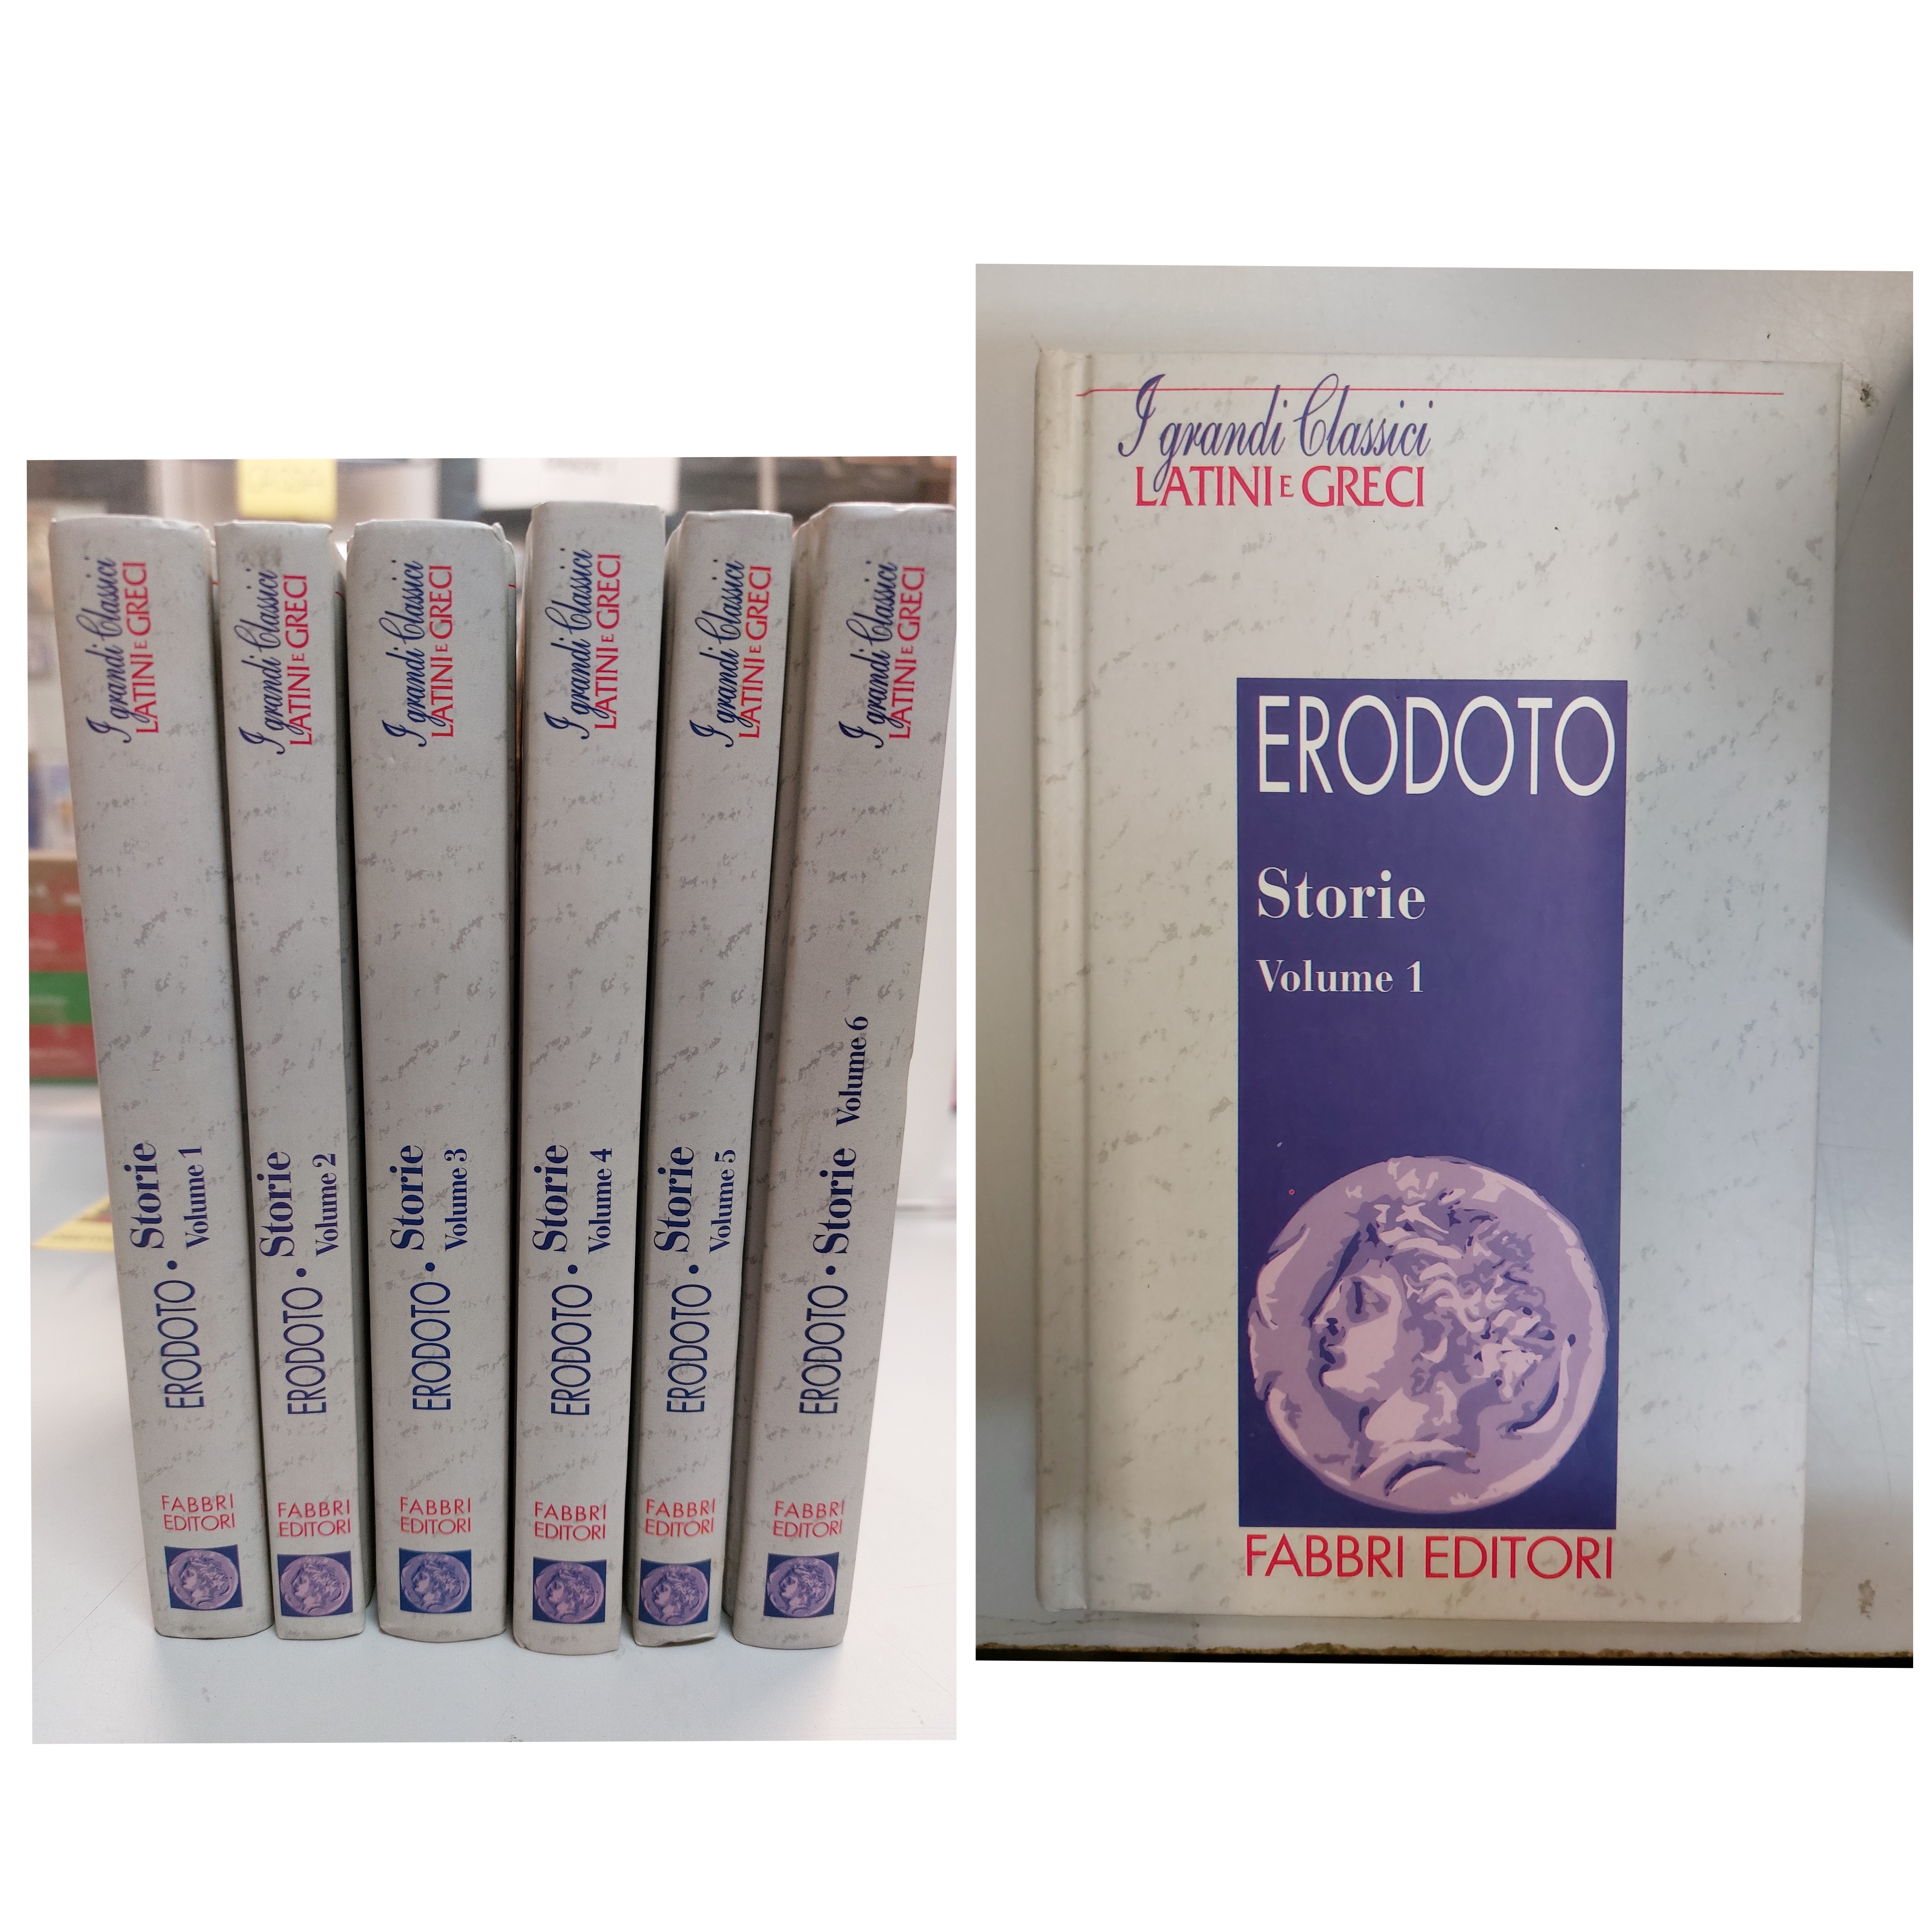 I grandi Classici
LATINI E GRECI
ERODOTO • Storie
Volume 1
FABBRI
EDITORI
I grandi Classici
LATINI E GRECI
ERODOTO • Storie
Volume 2
FABBRI
EDITORI
I grandi Classici
LATINI E GRECI
ERODOTO • Storie
Volume 3
FABBRI
EDITORI
I grandi Classici
LATINI E GRECI
ERODOTO • Storie
Volume 4
FABBRI
EDITORI
I grandi Classici
LATINI E GRECI
ERODOTO • Storie
Volume 5
FABBRI
EDITORI
I grandi Classici
LATINI E GRECI
ERODOTO • Storie Volume 6
FABBRI
EDITORI
I grandi Classici
LATINI E GRECI
ERODOTO
Storie
Volume 1
FABBRI EDITORI